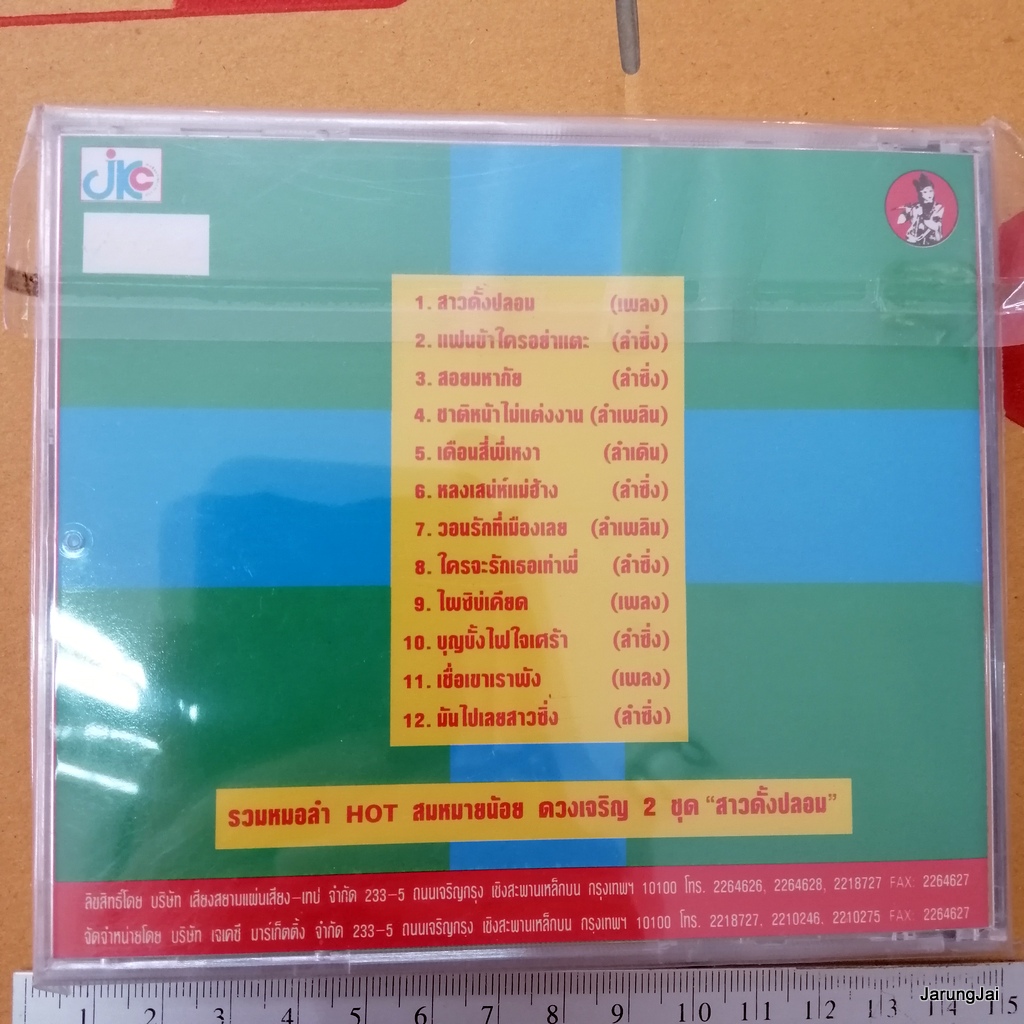 JKC
1. สาวดั้งปลอม (เพลง)
2. แฟนข้าใครอย่าแตะ (ลำซิ่ง)
3. สอยมหาภัย (ลำซิ่ง)
4. ชาติหน้าไม่แต่งงาน (ลำเพลิน)
5. เดือนสี่พี่เหงา (ลำเดิน)
6. หลงเสน่ห์แม่ฮ้าง (ลำซิ่ง)
7. วอนรักที่เมืองเลย (ลำเพลิน)
8. ใครจะรักเธอเท่าพี่ (ลำซิ่ง)
9. ไผซิบ่เคียด (เพลง)
10. บุญบั้งไฟใจเศร้า (ลำซิ่ง)
11. เชื่อเขาเราพัง (เพลง)
12. มันไปเลยสาวซิ่ง (ลำซิ่ง)
รวมหมอลำ HOT สมหมายน้อย ดวงเจริญ 2 ชุด "สาวดั้งปลอม"
ลิขสิทธิ์โดย บริษัท เสียงสยามแผ่นเสียง-เทป จำกัด 233-5 ถนนเจริญกรุง เชิงสะพานเหล็กบน กรุงเทพฯ 10100 โทร. 2264626, 2264628, 2218727 FAX: 2264627
จัดจำหน่ายโดย บริษัท เจเคซี มาร์เก็ตติ้ง จำกัด 233-5 ถนนเจริญกรุง เชิงสะพานเหล็กบน กรุงเทพฯ 10100 โทร. 2218727, 2210246, 2210275 FAX: 2264627
1 2 3 4 5 6 7 8 9 10 11 12 13 14 15
JarungJai